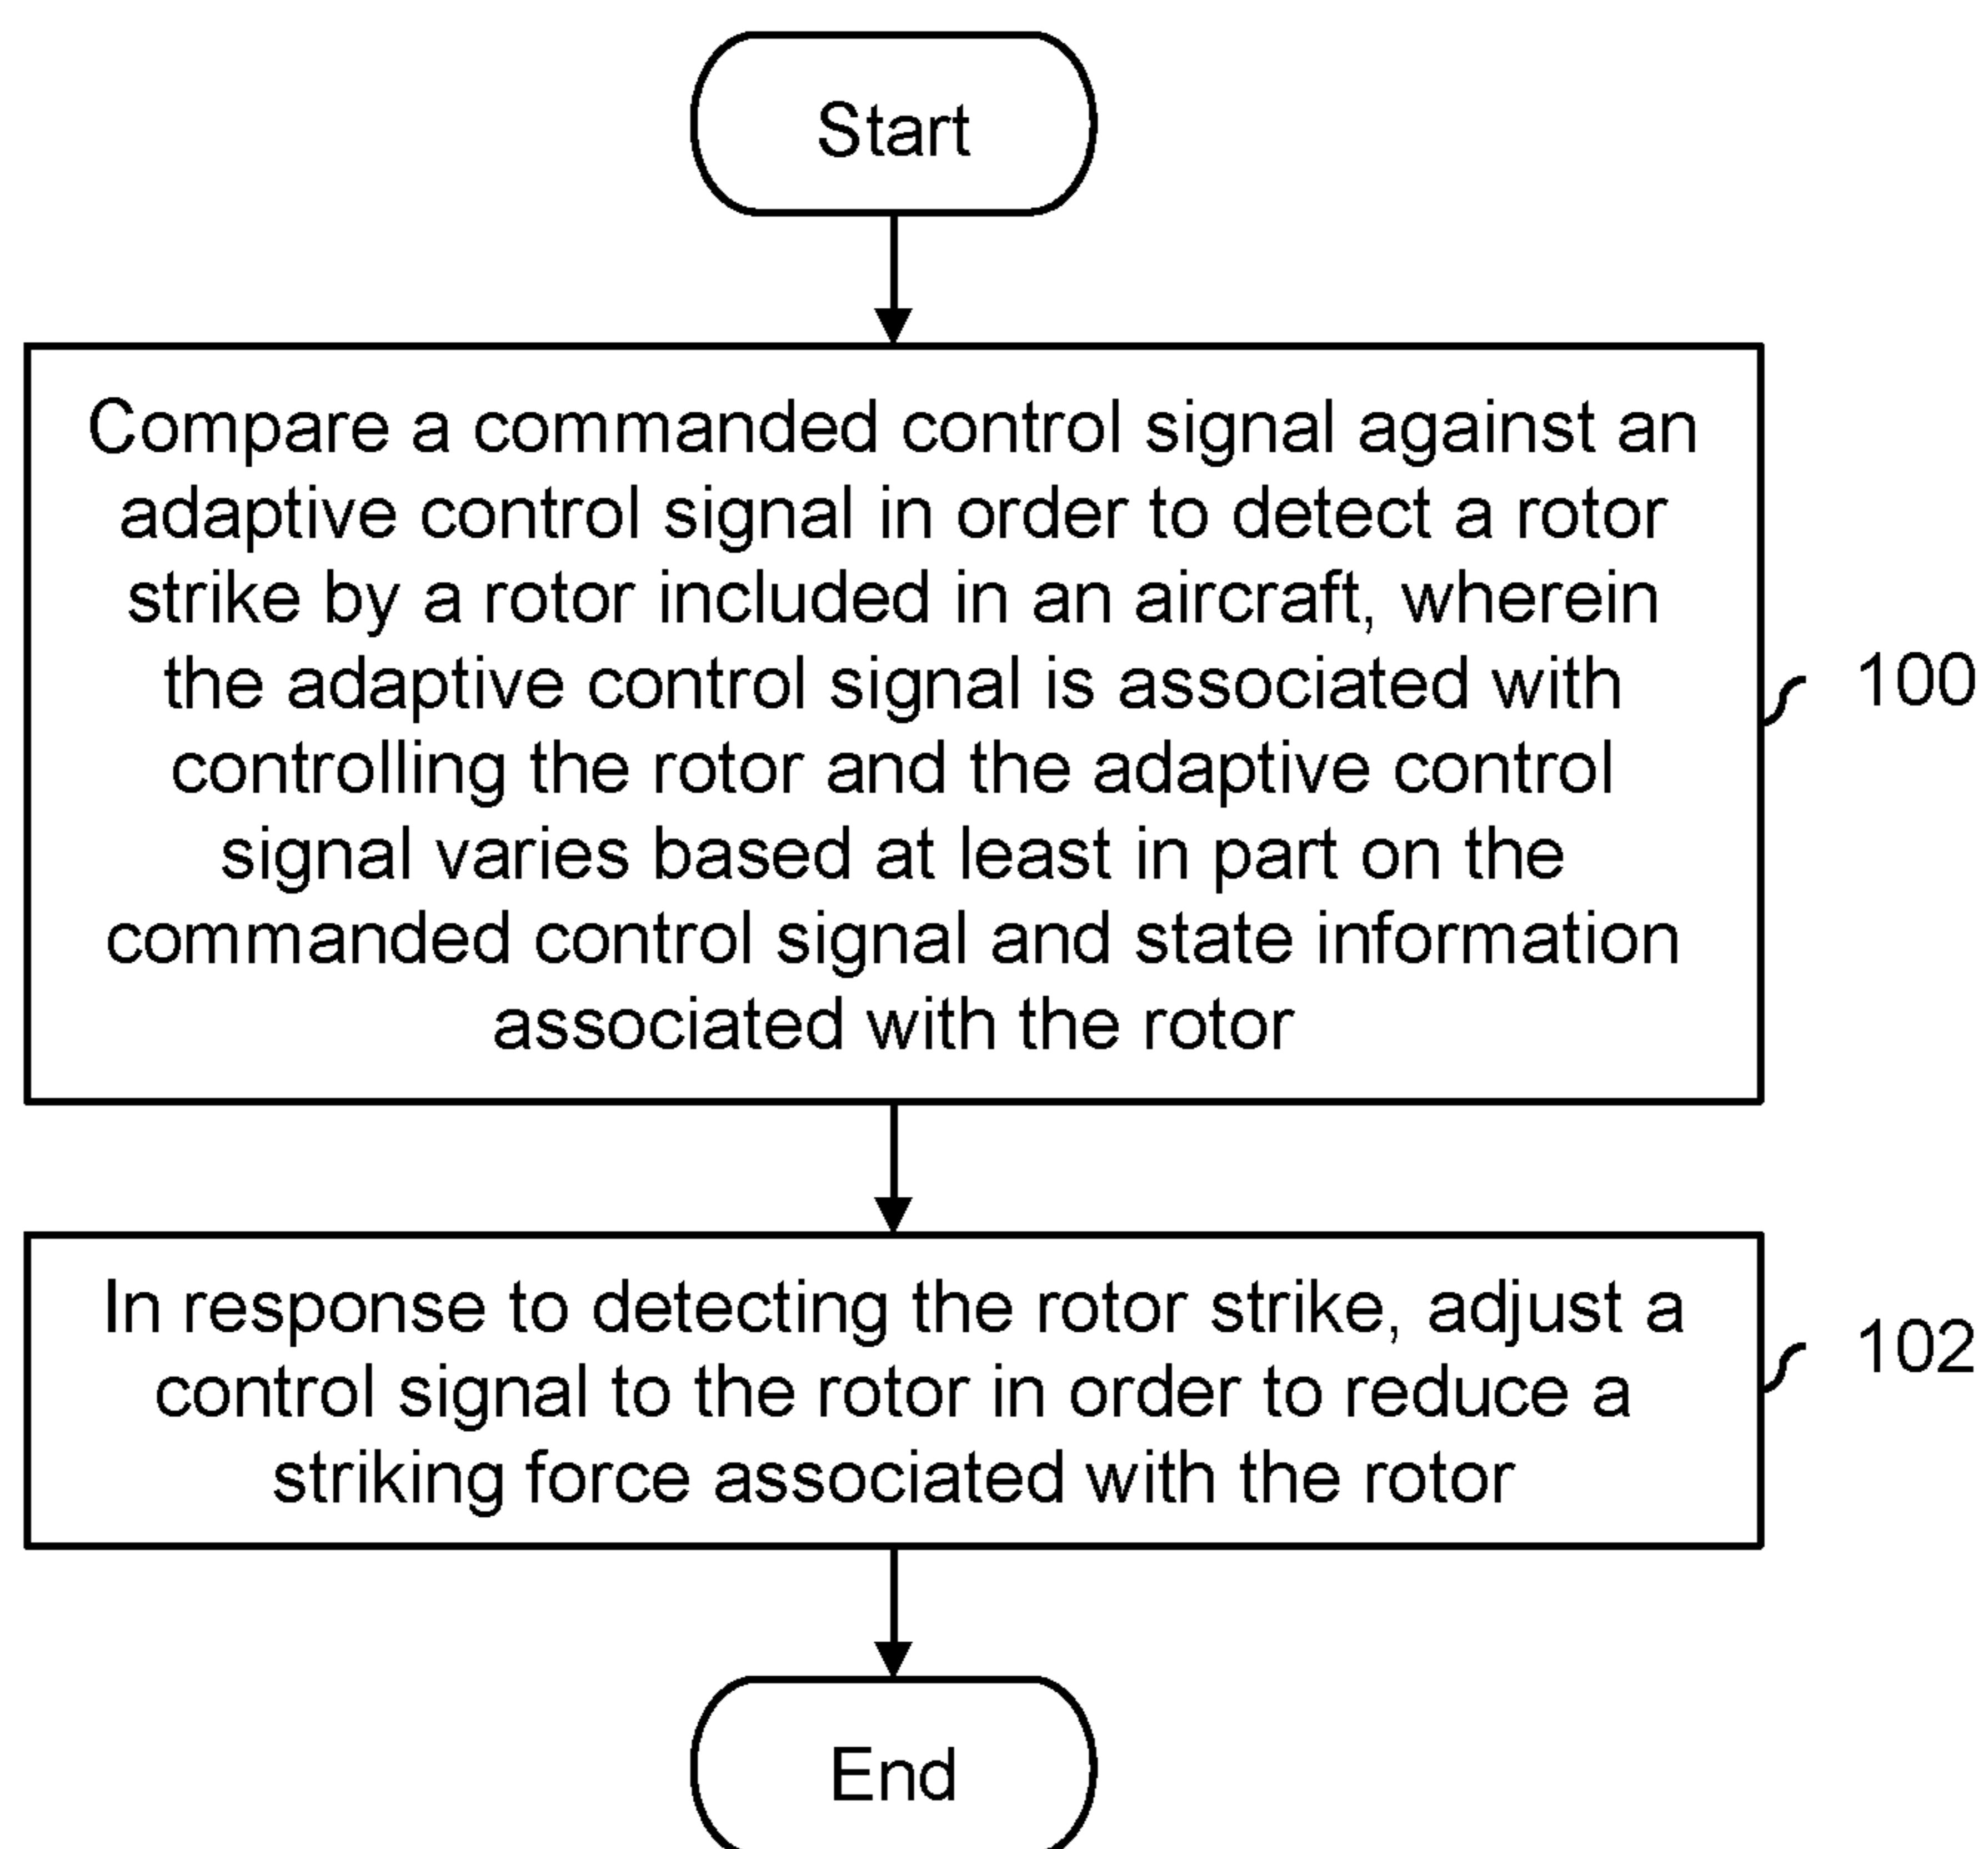 Start
Compare a commanded control signal against an
adaptive control signal in order to detect a rotor
strike by a rotor included in an aircraft, wherein
the adaptive control signal is associated with
controlling the rotor and the adaptive control
signal varies based at least in part on the
commanded control signal and state information
associated with the rotor
100
In response to detecting the rotor strike, adjust a
control signal to the rotor in order to reduce a
striking force associated with the rotor
102
End